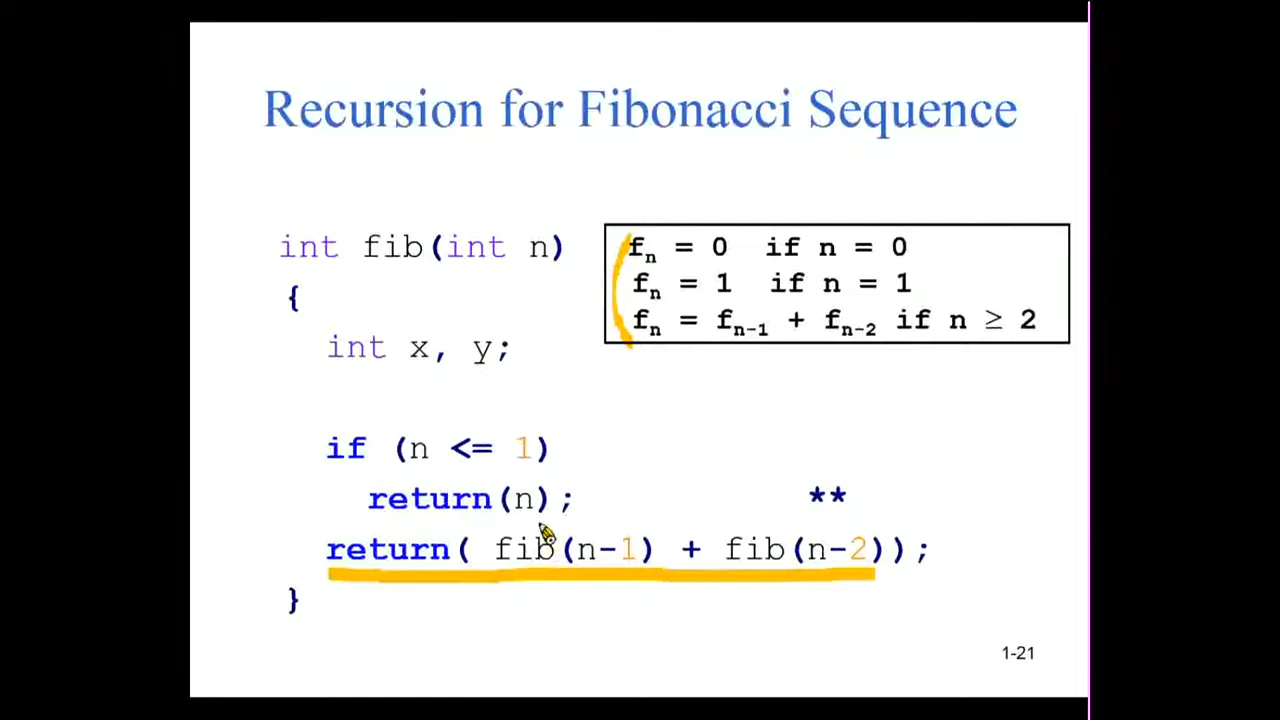 Recursion for Fibonacci Sequence
int fib(int n)
{
int x, y;
if (n <= 1)
return(n);
**
return( fib(n-1) + fib(n-2));
}
fn = 0 if n = 0
fn = 1 if n = 1
fn = fn-1 + fn-2 if n ≥ 2
1-21